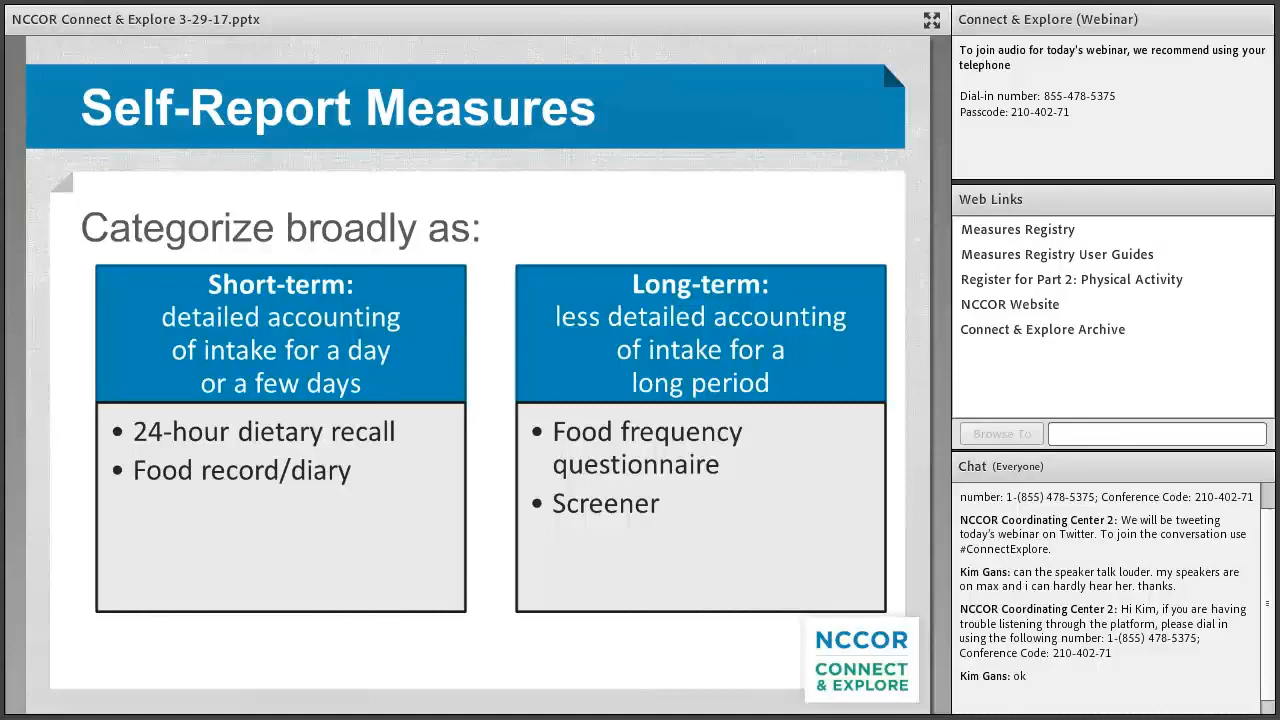 NCCOR Connect & Explore 3-29-17.pptx
Self-Report Measures
Categorize broadly as:
Short-term:
detailed accounting
of intake for a day
or a few days
• 24-hour dietary recall
• Food record/diary
Long-term:
less detailed accounting
of intake for a
long period
• Food frequency
questionnaire
• Screener
NCCOR
CONNECT
& EXPLORE
Connect & Explore (Webinar)
To join audio for today's webinar, we recommend using your
telephone
Dial-in number: 855-478-5375
Passcode: 210-402-71
Web Links
Measures Registry
Measures Registry User Guides
Register for Part 2: Physical Activity
NCCOR Website
Connect & Explore Archive
Browse To
Chat (Everyone)
number: 1-(855) 478-5375; Conference Code: 210-402-71
NCCOR Coordinating Center 2: We will be tweeting
today's webinar on Twitter. To join the conversation use
#ConnectExplore.
Kim Gans: can the speaker talk louder. my speakers are
on max and i can hardly hear her. thanks.
NCCOR Coordinating Center 2: Hi Kim, if you are having
trouble listening through the platform, please dial in
using the following number: 1-(855) 478-5375;
Conference Code: 210-402-71
Kim Gans: ok